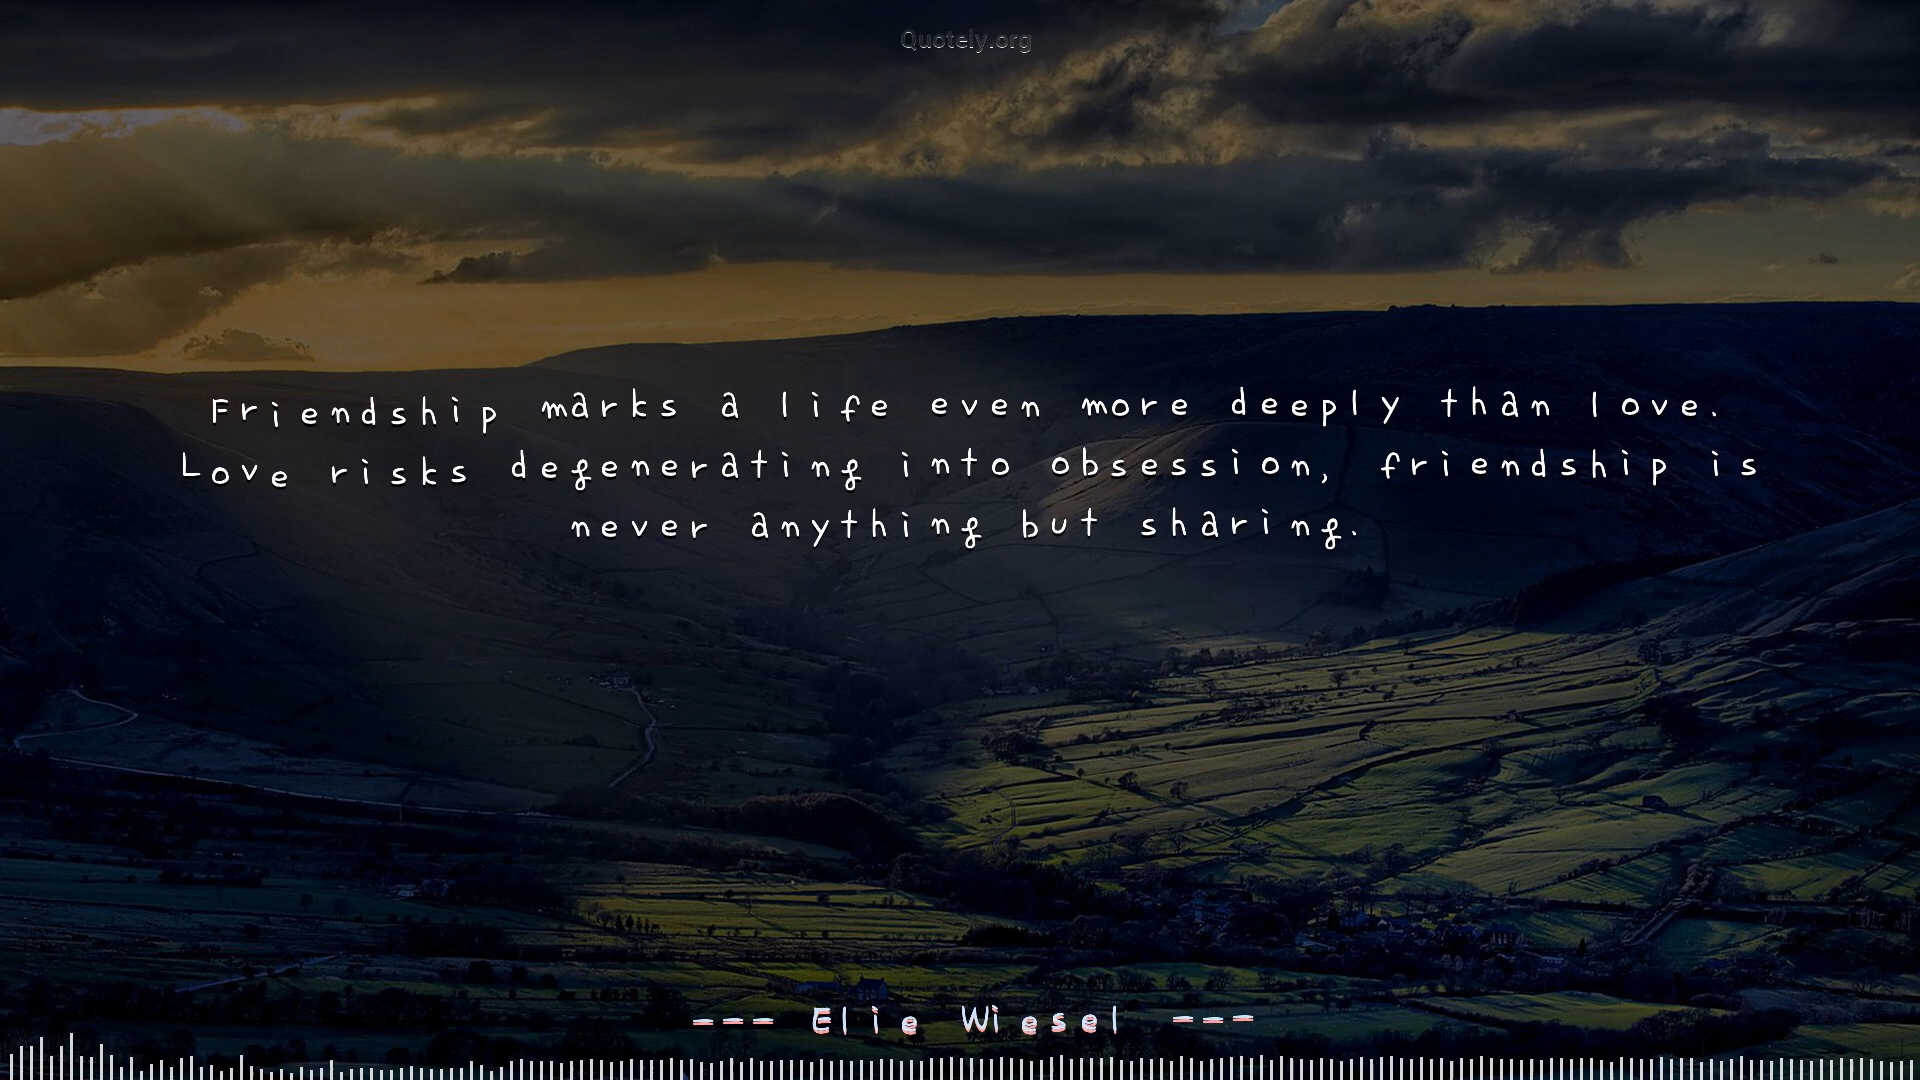 Quotely.org
Friendship marks a life even more deeply than love.
Love risks degenerating into obsession, friendship is
never anything but sharing.
--- Elie Wiesel ---